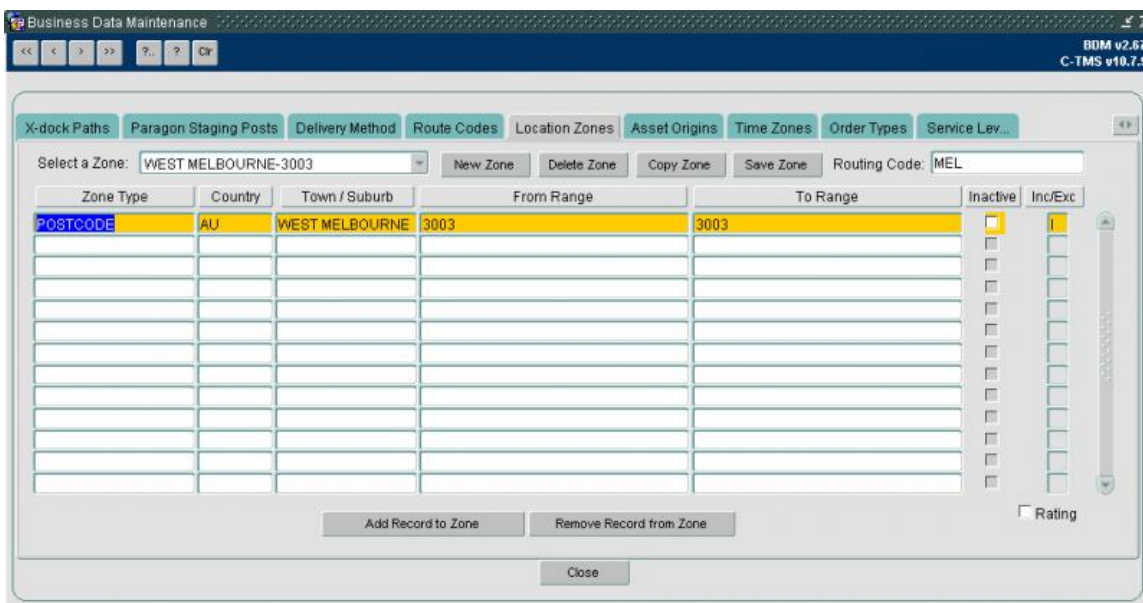 Business Data Maintenance
<< < > >> ?.. ? Clr
BDM v2.67
C-TMS v10.7.9
X-dock Paths Paragon Staging Posts Delivery Method Route Codes Location Zones Asset Origins Time Zones Order Types Service Lev...
Select a Zone: WEST MELBOURNE-3003 New Zone Delete Zone Copy Zone Save Zone Routing Code: MEL
Zone Type Country Town / Suburb From Range To Range Inactive Inc/Exc
POSTCODE AU WEST MELBOURNE 3003 3003 I
Rating
Add Record to Zone Remove Record from Zone
Close